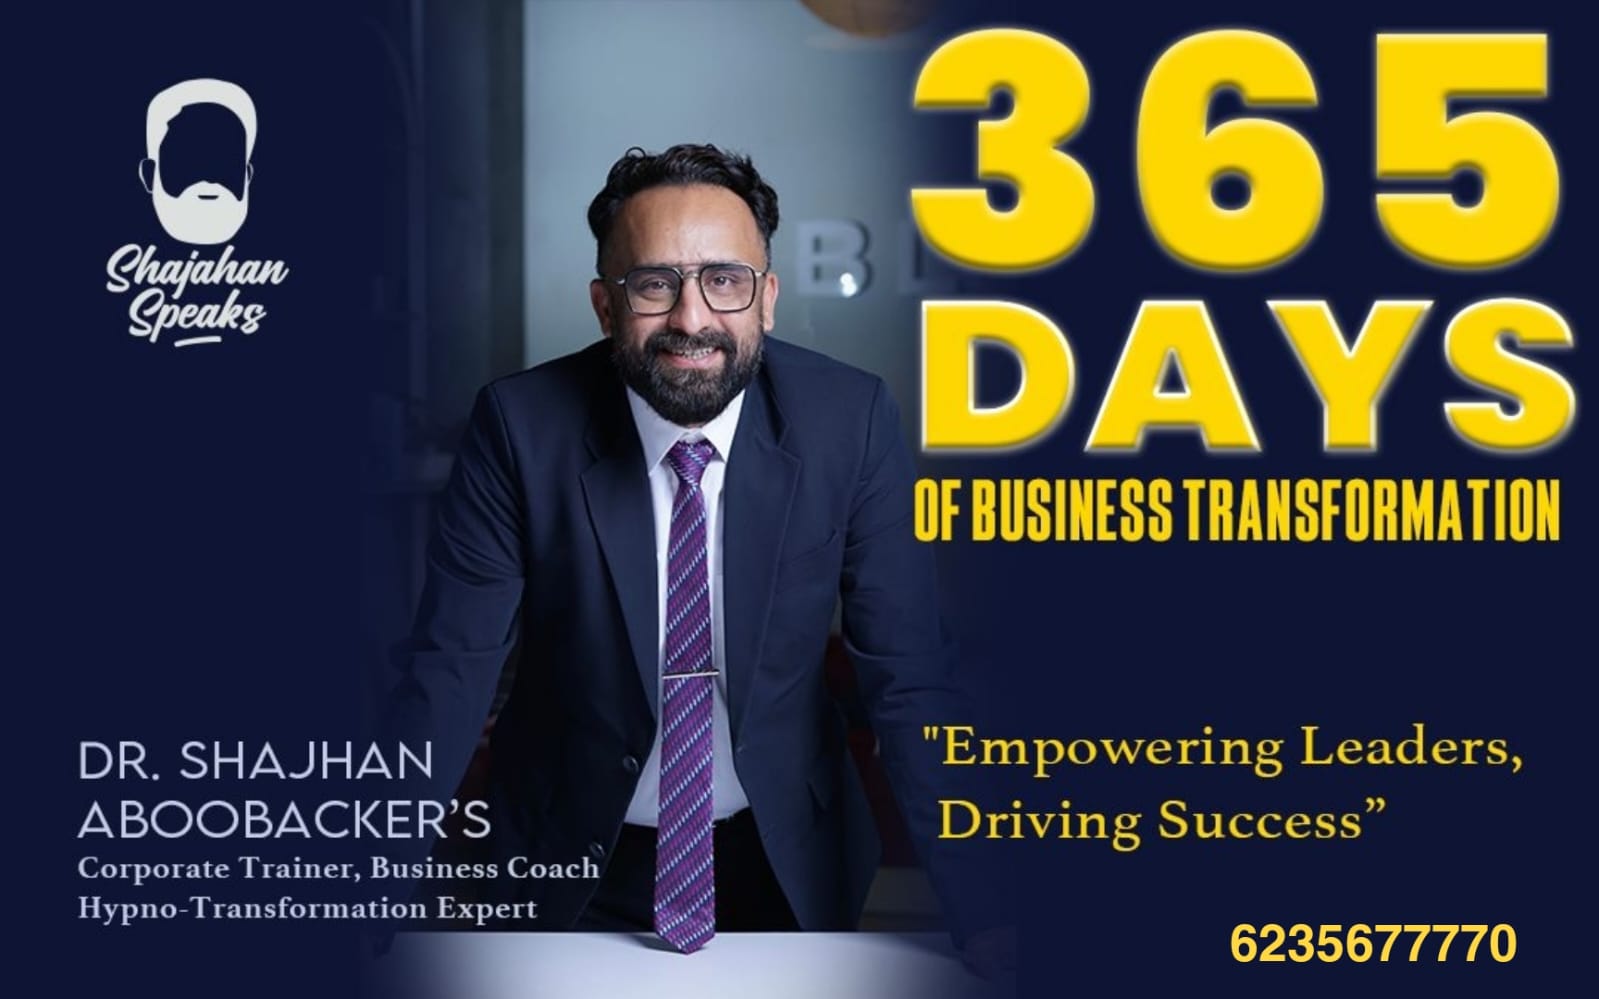 Shajahan
Speaks
BL
365
DAYS
OF BUSINESS TRANSFORMATION
DR. SHAJHAN
ABOOBACKER’S
Corporate Trainer, Business Coach
Hypno-Transformation Expert
"Empowering Leaders,
Driving Success”
6235677770